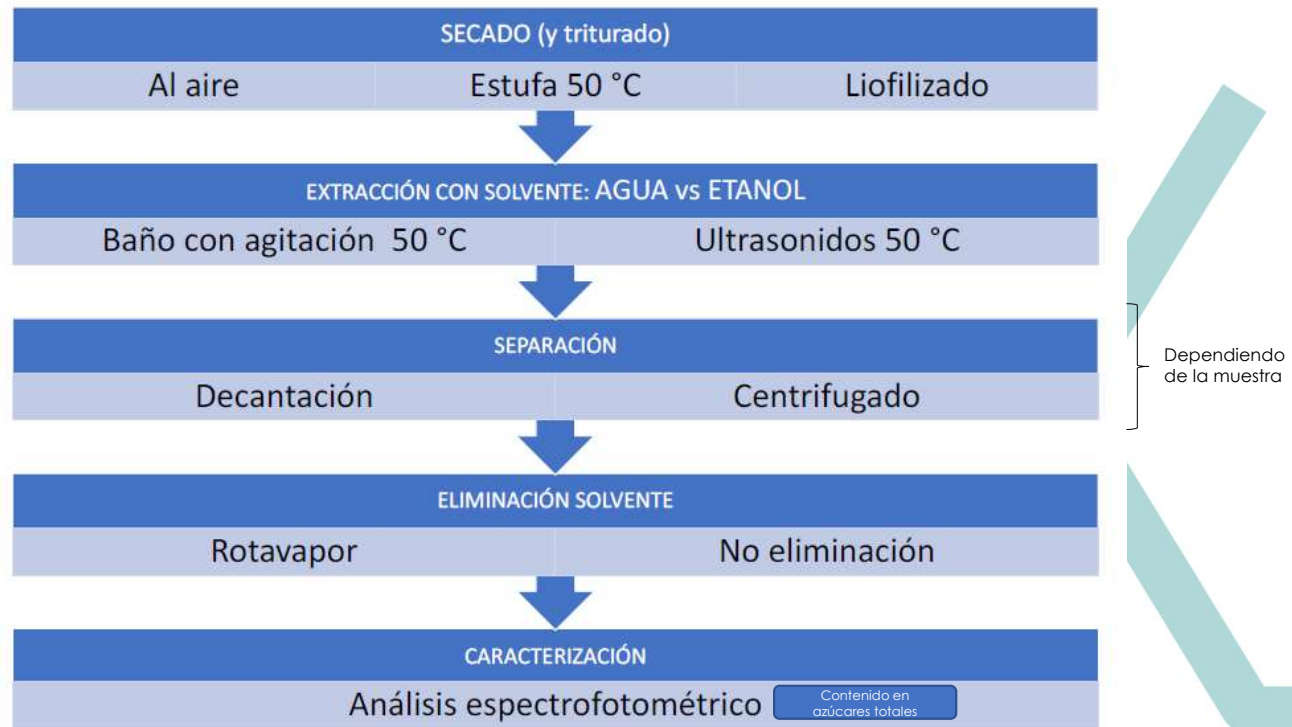 SECADO (y triturado)
Al aire
Estufa 50 °C
Liofilizado
EXTRACCIÓN CON SOLVENTE: AGUA vs ETANOL
Baño con agitación 50 °C
Ultrasonidos 50 °C
SEPARACIÓN
Decantación
Centrifugado
Dependiendo
de la muestra
ELIMINACIÓN SOLVENTE
Rotavapor
No eliminación
CARACTERIZACIÓN
Análisis espectrofotométrico
Contenido en
azúcares totales